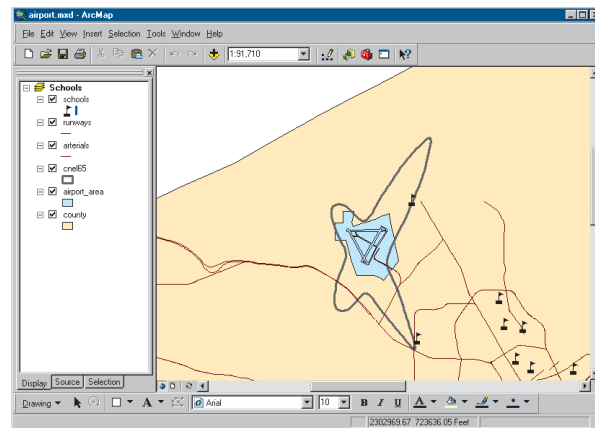 airport.mxd - ArcMap
File Edit View Insert Selection Tools Window Help
1:91,710
Schools
schools
runways
arterials
cnel65
airport_area
county
Display Source Selection
Drawing A Arial 10 B I U A
2302969.67 723636.05 Feet